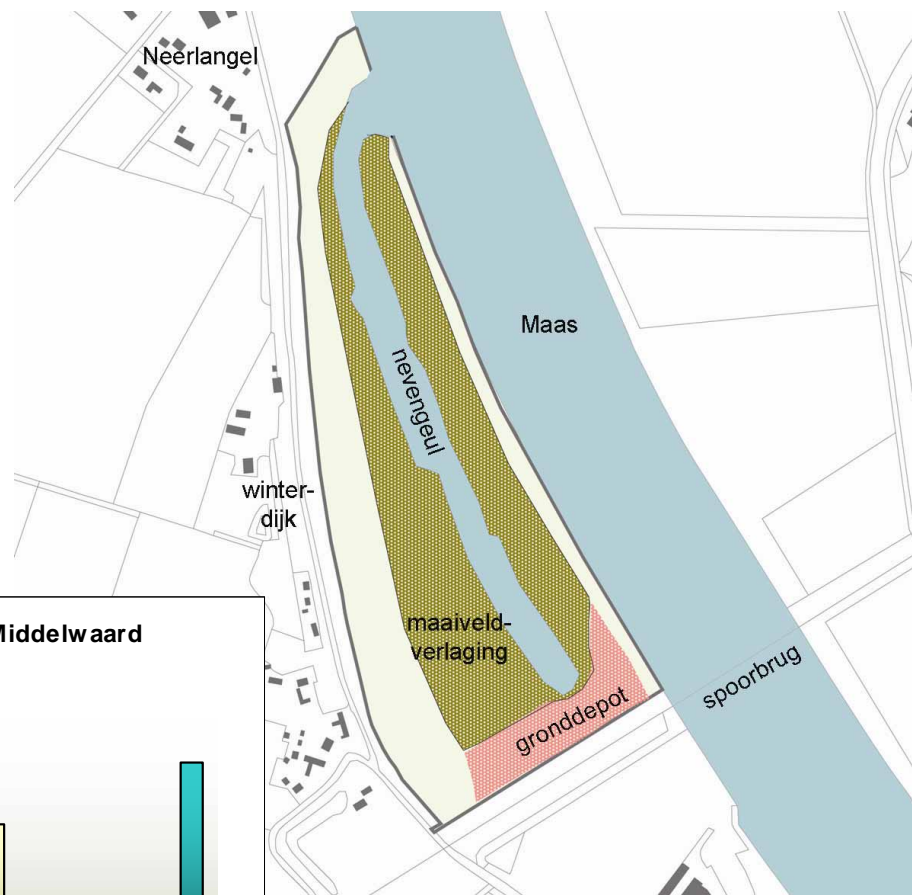 Neerlangel
Maas
nevengeul
winter-
dijk
Middelwaard
maaiveld-
verlaging
spoorbrug
gronddepot